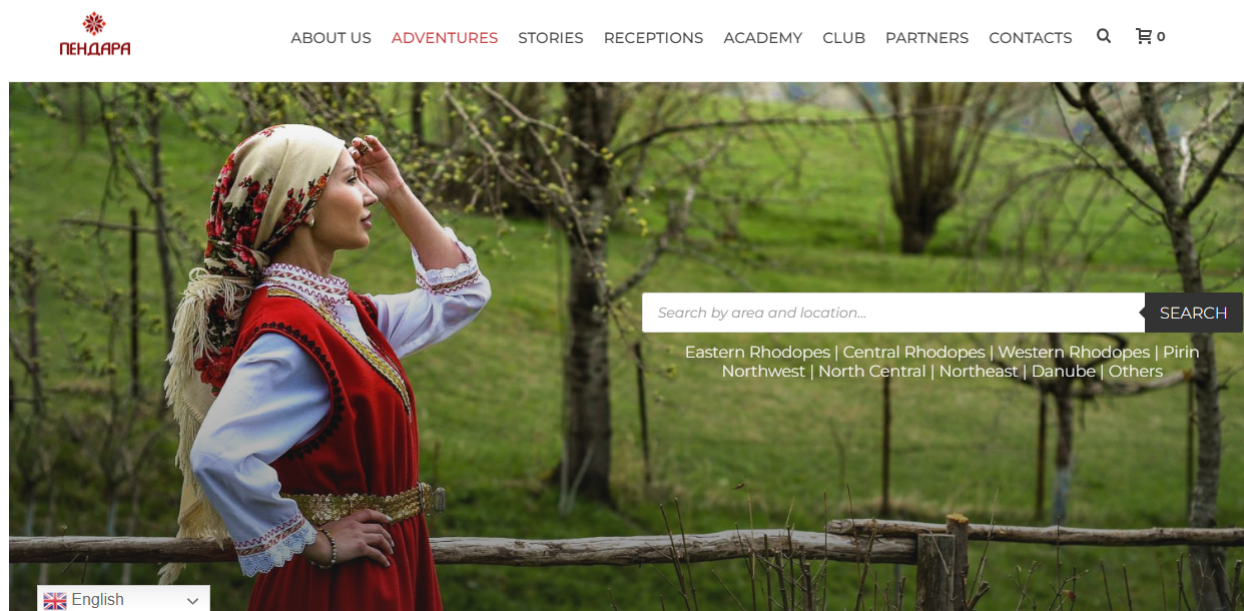 ПЕНДАРА
ABOUT US ADVENTURES STORIES RECEPTIONS ACADEMY CLUB PARTNERS CONTACTS 0
Search by area and location...
SEARCH
Eastern Rhodopes | Central Rhodopes | Western Rhodopes | Pirin
Northwest | North Central | Northeast | Danube | Others
English